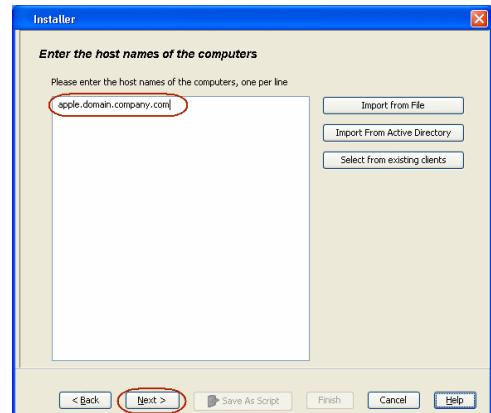 Installer
Enter the host names of the computers
Please enter the host names of the computers, one per line
apple.domain.company.com
Import from File
Import From Active Directory
Select from existing clients
< Back
Next >
Save As Script
Finish
Cancel
Help